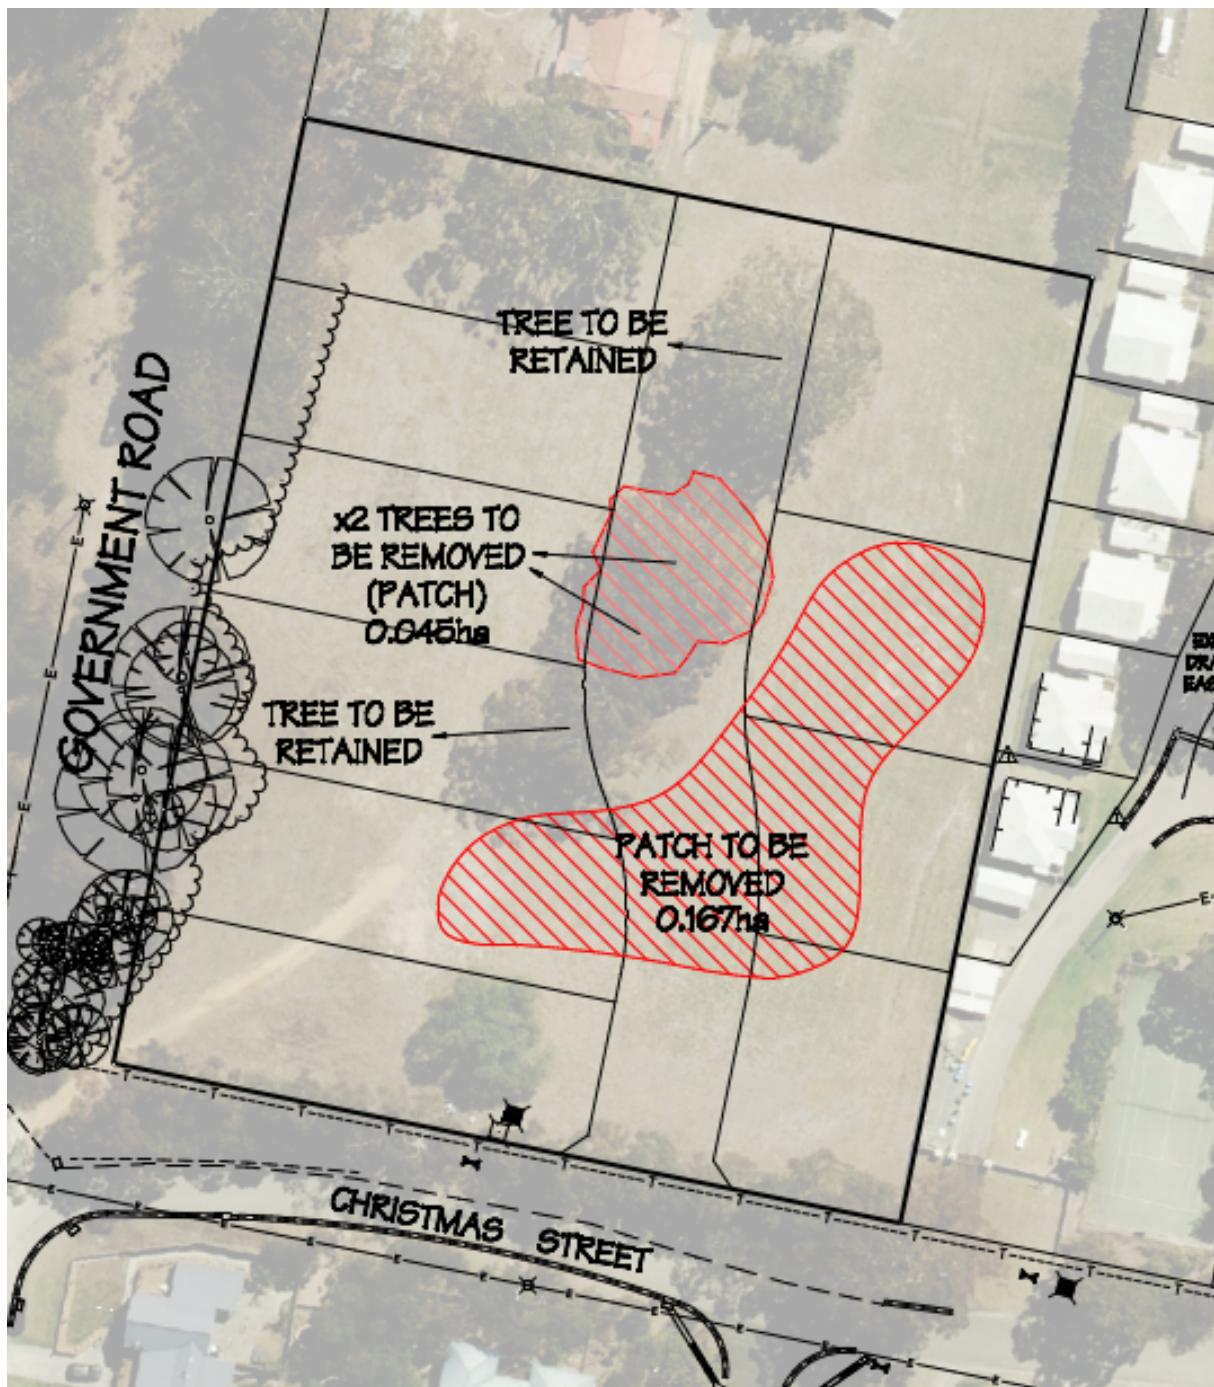 TREE TO BE
RETAINED
GOVERNMENT ROAD
x2 TREES TO
BE REMOVED
(PATCH)
0.045ha
TREE TO BE
RETAINED
PATCH TO BE
REMOVED
0.167ha
CHRISTMAS STREET